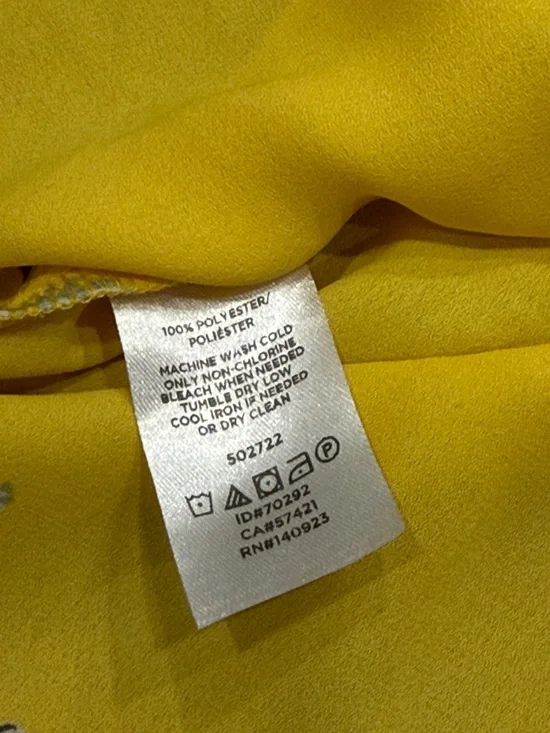 100% POLYESTER/
POLIÉSTER
MACHINE WASH COLD
ONLY NON-CHLORINE
BLEACH WHEN NEEDED
TUMBLE DRY LOW
COOL IRON IF NEEDED
OR DRY CLEAN
502722
P
ID#70292
CA#57421
RN#140923